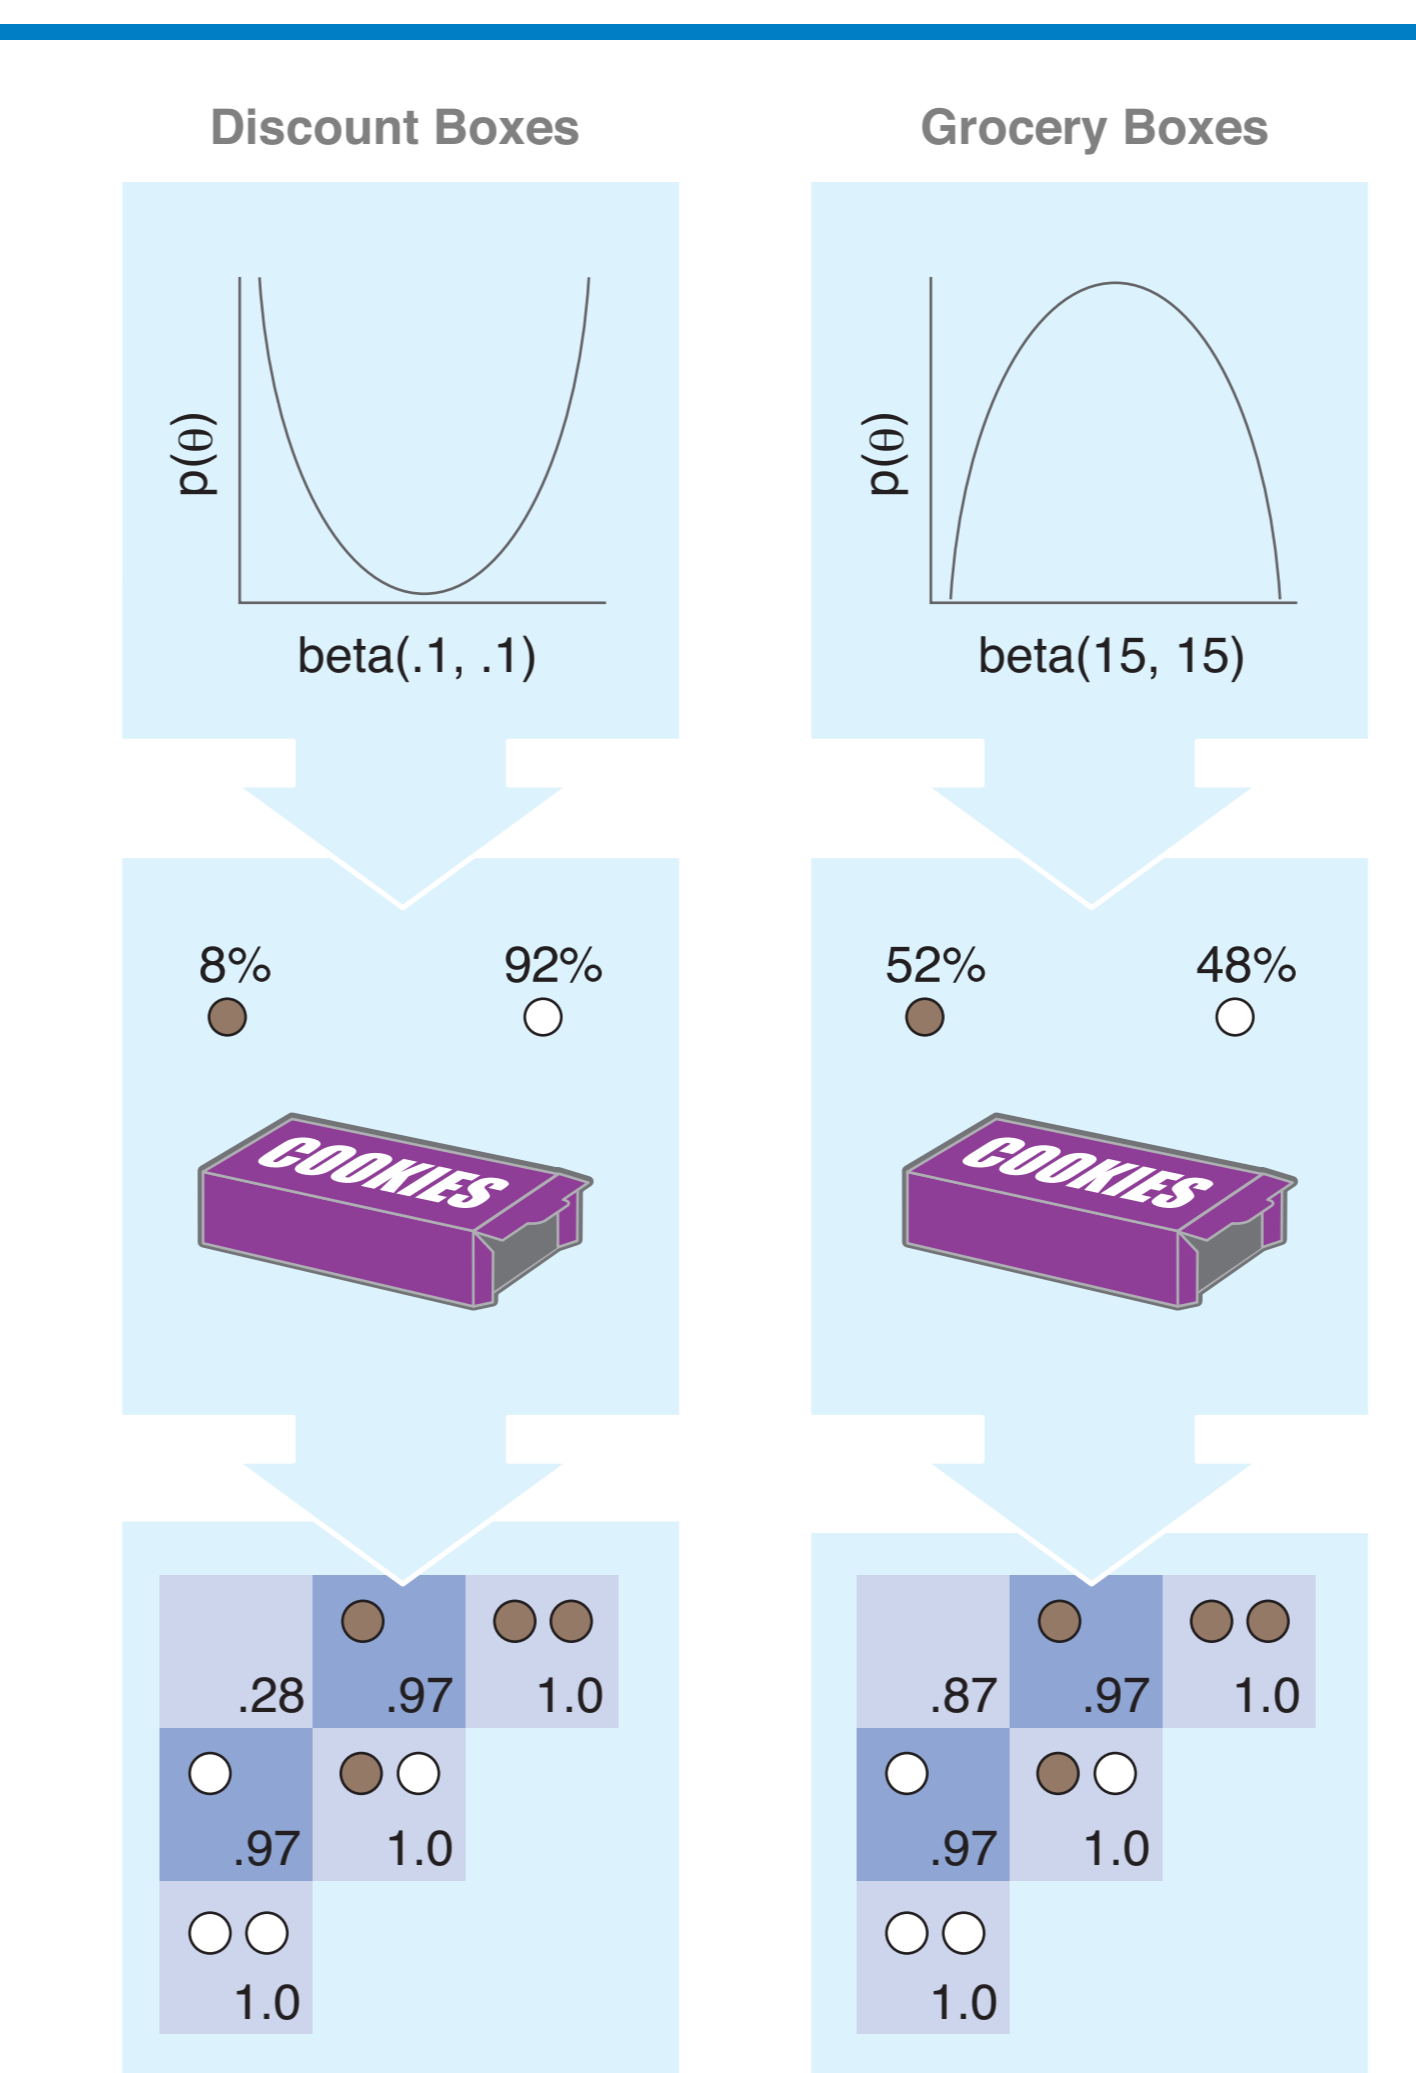 Discount Boxes
Grocery Boxes
p(θ)
beta(.1, .1)
p(θ)
beta(15, 15)
8%
92%
52%
48%
COOKIES
COOKIES
.28
.97
1.0
.87
.97
1.0
.97
1.0
.97
1.0
1.0
1.0